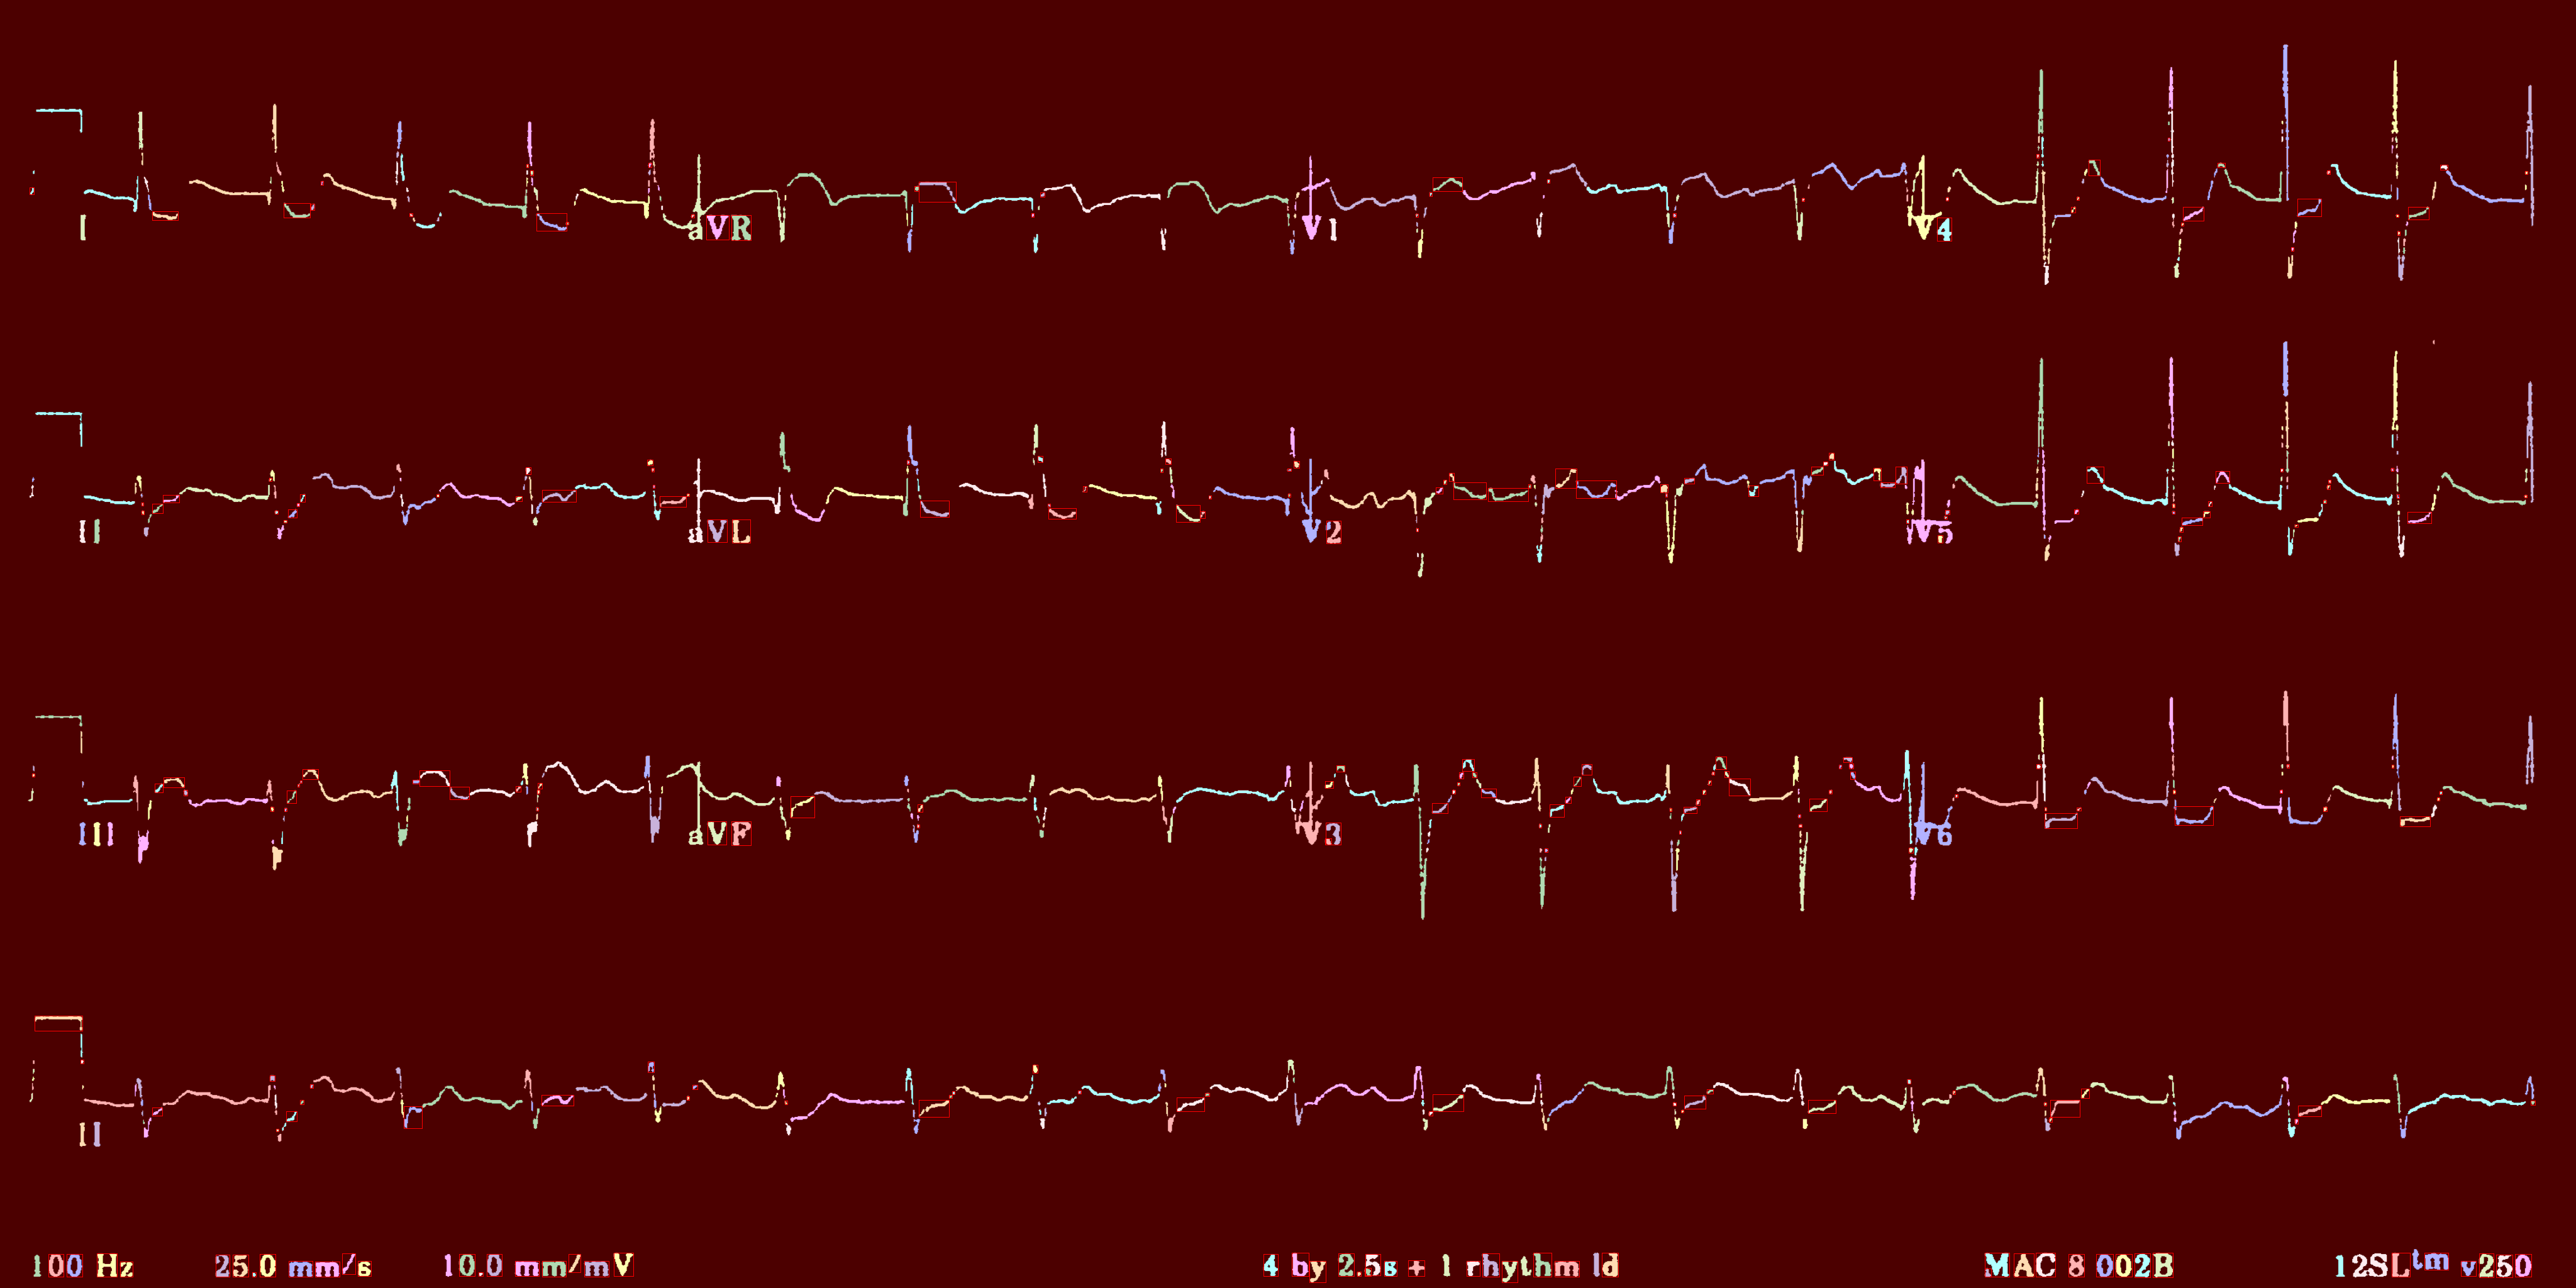 I aVR V1 V4
II aVL V2 V5
III aVF V3 V6
II
100 Hz 25.0 mm/s 10.0 mm/mV 4 by 2.5s + 1 rhythm ld MAC 8 002B 12SL™ v250